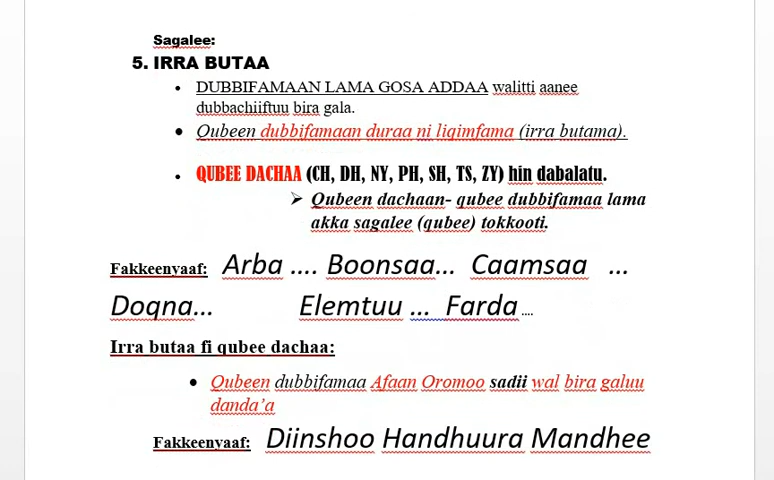 Sagalee:
5. IRRA BUTAA
• DUBBIFAMAAN LAMA GOSA ADDAA walitti aanee
dubbachiiftuu bira gala.
• Qubeen dubbifamaan duraa ni liqimfama (irra butama).
• QUBEE DACHAA (CH, DH, NY, PH, SH, TS, ZY) hin dabalatu.
➢ Qubeen dachaan- qubee dubbifamaa lama
akka sagalee (qubee) tokkooti.
Fakkeenyaaf: Arba .... Boonsaa... Caamsaa ...
Doqna... Elemtuu ... Farda ....
Irra butaa fi qubee dachaa:
• Qubeen dubbifamaa Afaan Oromoo sadii wal bira galuu
danda'a
Fakkeenyaaf: Diinshoo Handhuura Mandhee